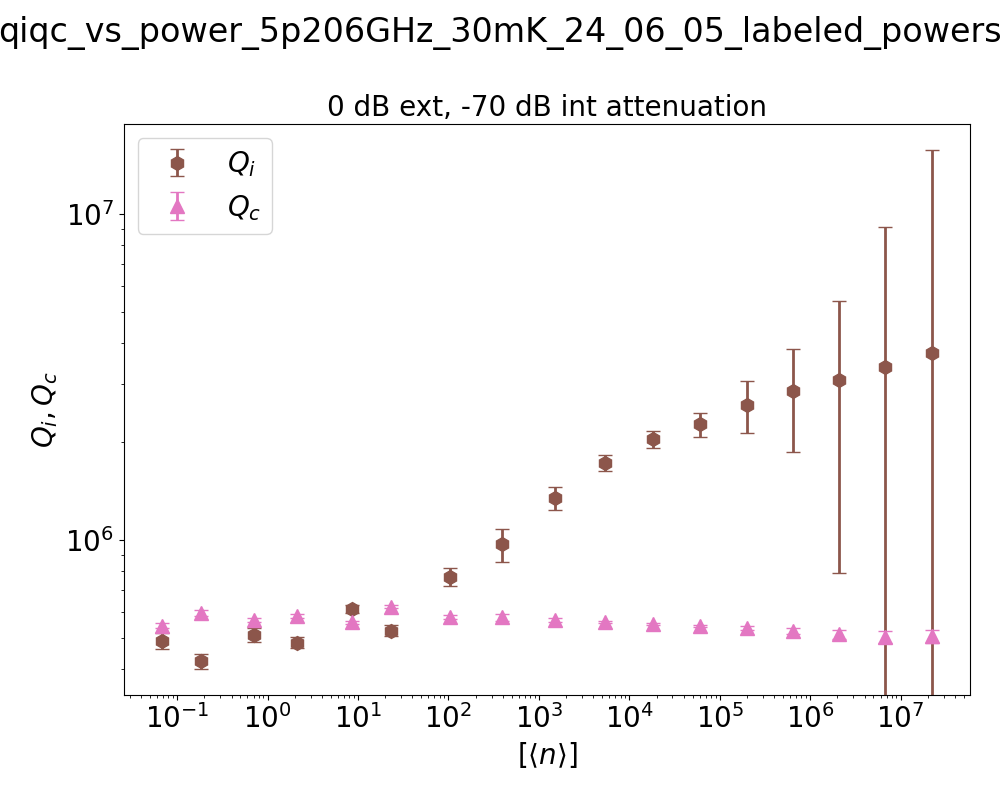 qiqc_vs_power_5p206GHz_30mK_24_06_05_labeled_powers
0 dB ext, -70 dB int attenuation
Q_i
Q_c
10^7
10^6
Q_i, Q_c
10^-1 10^0 10^1 10^2 10^3 10^4 10^5 10^6 10^7
[⟨n⟩]